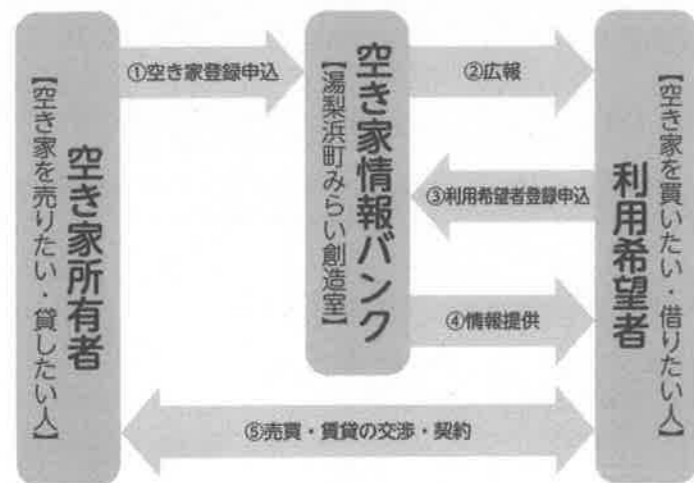 空き家所有者
【空き家を売りたい・貸したい人】
①空き家登録申込
空き家情報バンク
【湯梨浜町みらい創造室】
②広報
③利用希望者登録申込
④情報提供
⑤売買・賃貸の交渉・契約
【空き家を買いたい・借りたい人】
利用希望者